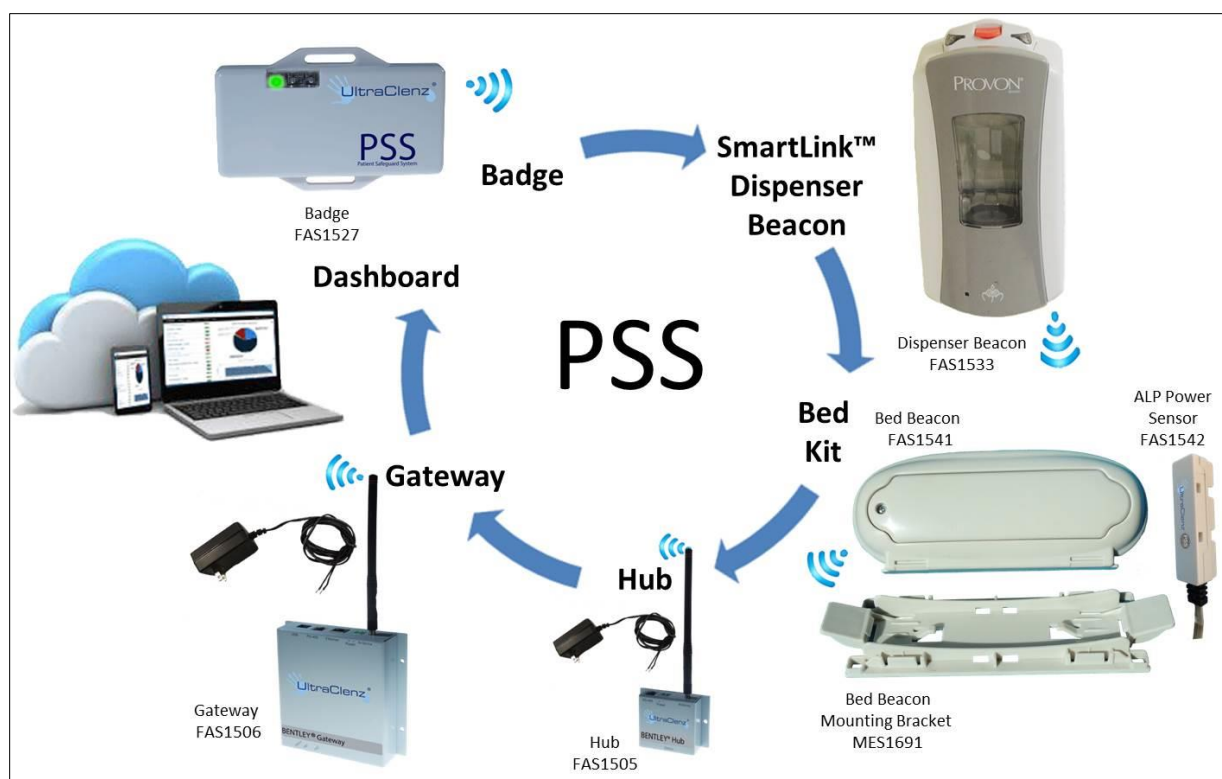 UltraClenz®
PSS
Patient Safeguard System
Badge
FAS1527
Badge
SmartLink™
Dispenser
Beacon
PROVON®
Dispenser Beacon
FAS1533
Dashboard
PSS
Bed
Kit
Bed Beacon
FAS1541
ALP Power
Sensor
FAS1542
UltraClenz
Bed Beacon
Mounting Bracket
MES1691
Hub
BENTLEY® Hub
Hub
FAS1505
Gateway
UltraClenz®
BENTLEY® Gateway
Gateway
FAS1506